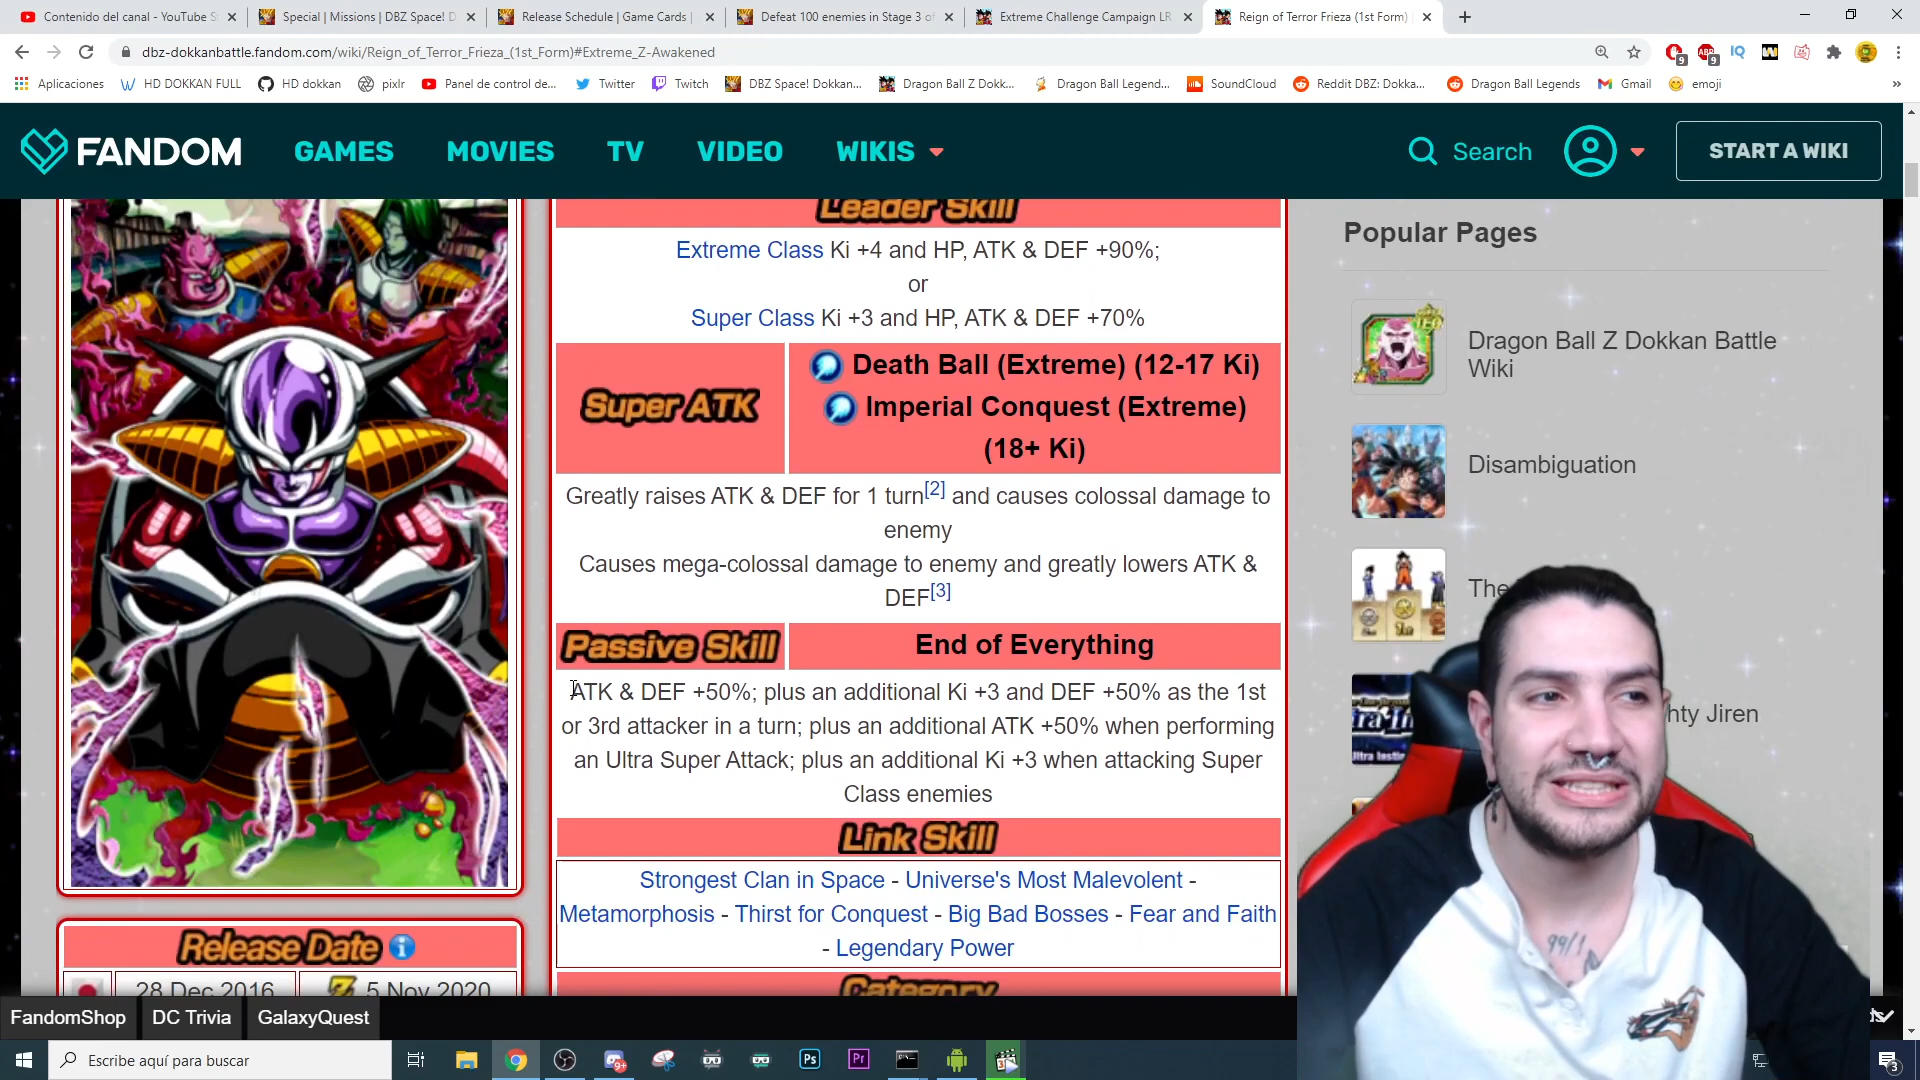 Contenido del canal - YouTube S
Special | Missions | DBZ Space! D
Release Schedule | Game Cards |
Defeat 100 enemies in Stage 3 of
Extreme Challenge Campaign LR
Reign of Terror Frieza (1st Form)
dbz-dokkanbattle.fandom.com/wiki/Reign_of_Terror_Frieza_(1st_Form)#Extreme_Z-Awakened
Aplicaciones HD DOKKAN FULL HD dokkan pixlr Panel de control de... Twitter Twitch DBZ Space! Dokkan... Dragon Ball Z Dokk... Dragon Ball Legend... SoundCloud Reddit DBZ: Dokka... Dragon Ball Legends Gmail emoji
FANDOM GAMES MOVIES TV VIDEO WIKIS Search START A WIKI
Leader Skill
Extreme Class Ki +4 and HP, ATK & DEF +90%;
or
Super Class Ki +3 and HP, ATK & DEF +70%
Super ATK
Death Ball (Extreme) (12-17 Ki)
Imperial Conquest (Extreme)
(18+ Ki)
Greatly raises ATK & DEF for 1 turn[2] and causes colossal damage to
enemy
Causes mega-colossal damage to enemy and greatly lowers ATK &
DEF[3]
Passive Skill
End of Everything
ATK & DEF +50%; plus an additional Ki +3 and DEF +50% as the 1st
or 3rd attacker in a turn; plus an additional ATK +50% when performing
an Ultra Super Attack; plus an additional Ki +3 when attacking Super
Class enemies
Link Skill
Strongest Clan in Space - Universe's Most Malevolent -
Metamorphosis - Thirst for Conquest - Big Bad Bosses - Fear and Faith
- Legendary Power
Category
Release Date
28 Dec 2016
5 Nov 2020
Popular Pages
Dragon Ball Z Dokkan Battle
Wiki
Disambiguation
The
hty Jiren
FandomShop DC Trivia GalaxyQuest
Escribe aquí para buscar